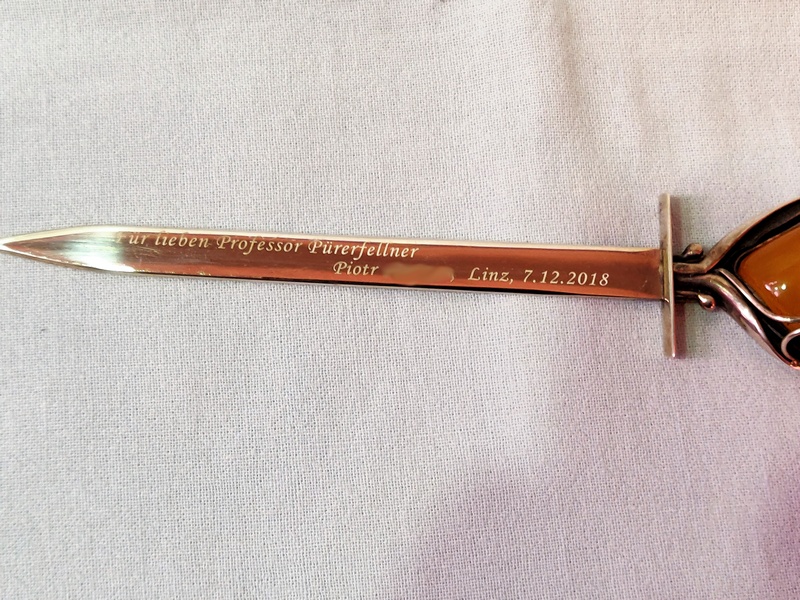 Für lieben Professor Pürerfellner
Piotr , Linz, 7.12.2018